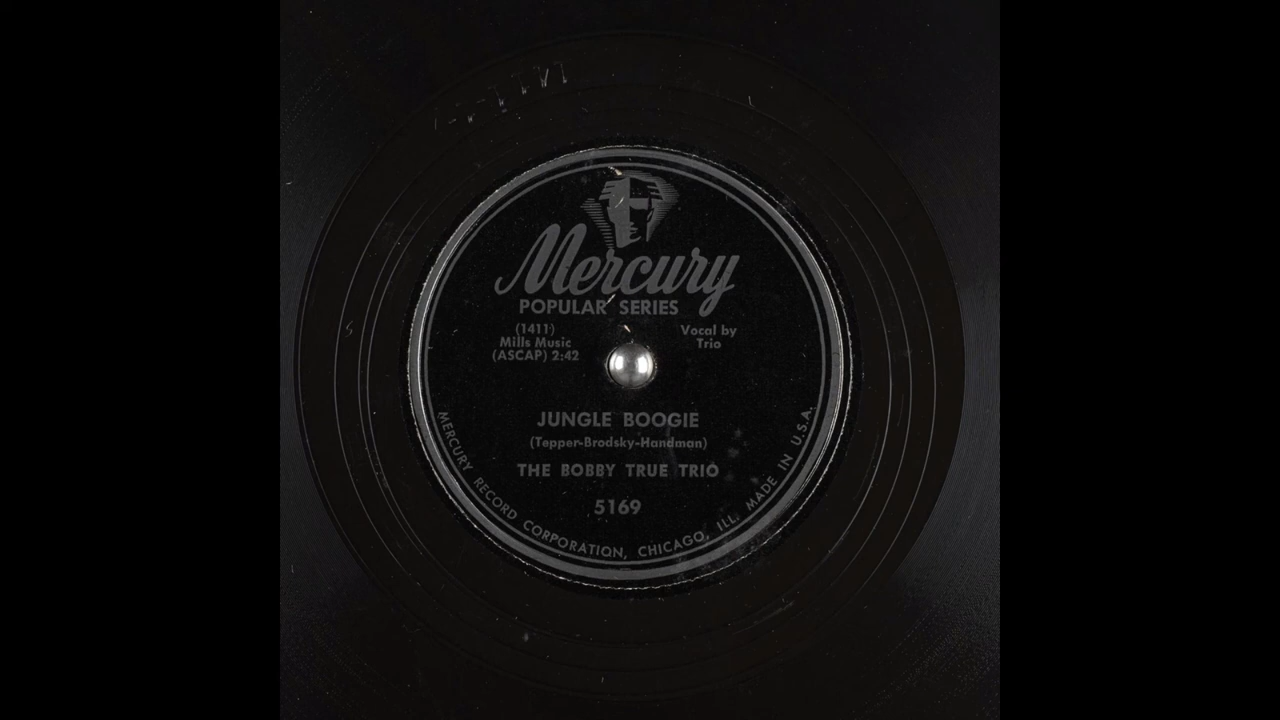 Mercury
POPULAR SERIES
(1411)
Mills Music
(ASCAP) 2:42
Vocal by
Trio
JUNGLE BOOGIE
(Tepper-Brodsky-Handman)
THE BOBBY TRUE TRIO
5169
MERCURY RECORD CORPORATION, CHICAGO, ILL. MADE IN U.S.A.